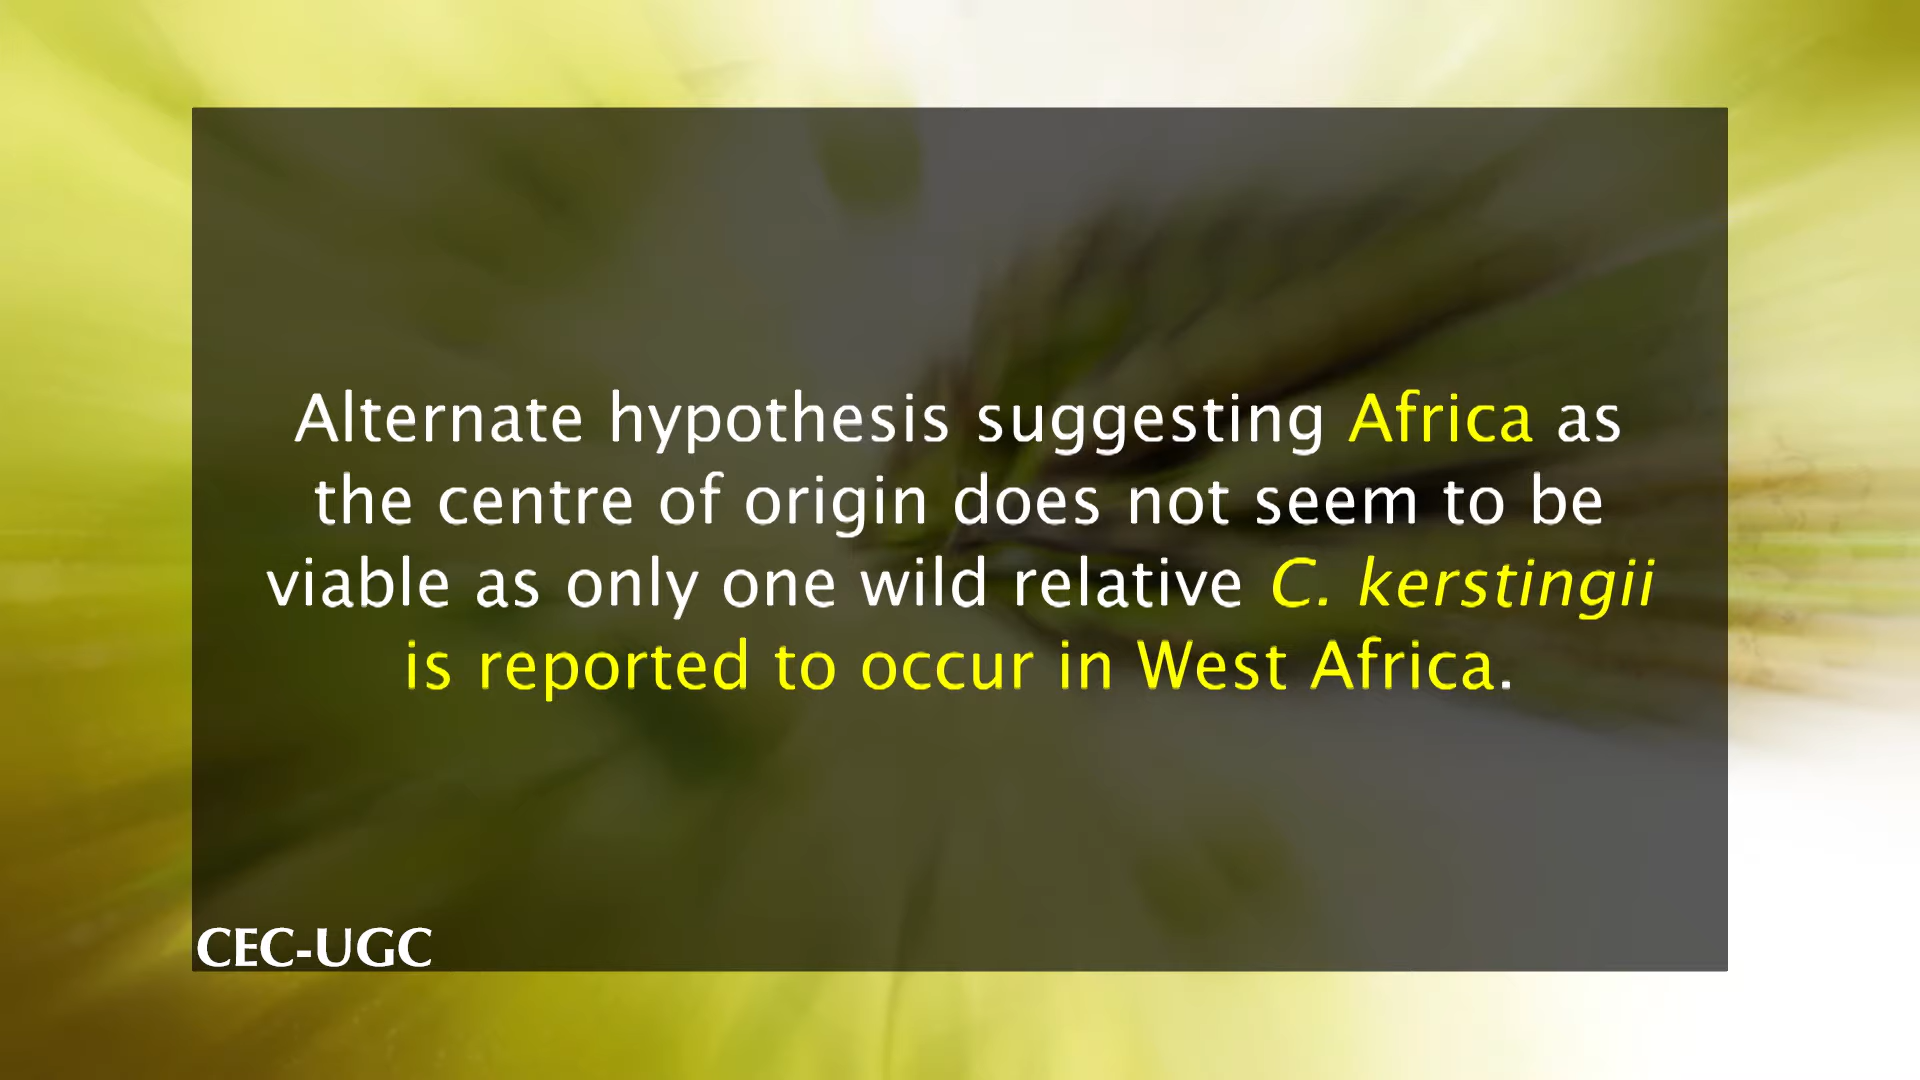 Alternate hypothesis suggesting Africa as
the centre of origin does not seem to be
viable as only one wild relative C. kerstingii
is reported to occur in West Africa.
CEC-UGC